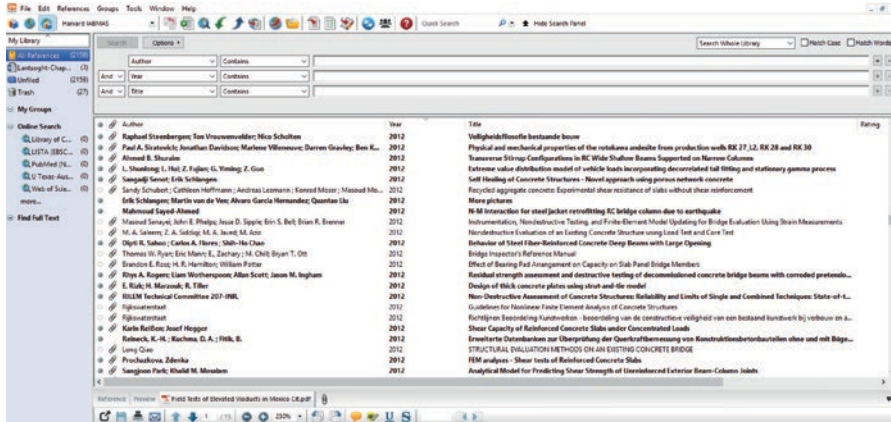 File Edit References Groups Tools Window Help
Harvard IABMAS
Quick Search
Hide Search Panel
My Library
Search
Options
Search Whole Library
Match Case
Match Words
All References (2159)
Lantsoght-Chap... (3)
Unfiled (2159)
Trash (27)
My Groups
Online Search
Library of C... (0)
LISTA (EBSC... (0)
PubMed (N... (0)
U Texas-Aus... (0)
Web of Scie... (0)
more...
Find Full Text
Author Contains
And Year Contains
And Title Contains
Author Year Title Rating
Raphael Steenbergen; Ton Vrouwenvelder; Nico Scholten 2012 Veiligheidsfilosofie bestaande bouw
Paul A. Siratovich; Jonathan Davidson; Marlene Villeneuve; Darren Gravley; Ben K... 2012 Physical and mechanical properties of the rotokawa andesite from production wells RK 27_L2, RK 28 and RK 30
Ahmed B. Shuraim 2012 Transverse Stirrup Configurations in RC Wide Shallow Beams Supported on Narrow Columns
L. Shunlong; L. Hui; Z. Fujian; G. Yiming; Z. Guo 2012 Extreme value distribution model of vehicle loads incorporating decorrelated tail fitting and stationary gamma process
Sangadji Senot; Erik Schlangen 2012 Self Healing of Concrete Structures - Novel approach using porous network concrete
Sandy Schubert; Cathleen Hoffmann; Andreas Leemann; Konrad Moser; Masoud Mo... 2012 Recycled aggregate concrete: Experimental shear resistance of slabs without shear reinforcement
Erik Schlangen; Martin van de Ven; Alvaro Garcia Hernandez; Quantao Liu 2012 More pictures
Mahmoud Sayed-Ahmed 2012 N-M Interaction for steel jacket retrofitting RC bridge column due to earthquake
Masoud Sanayei; John E. Phelps; Jesse D. Sipple; Erin S. Bell; Brian R. Brenner 2012 Instrumentation, Nondestructive Testing, and Finite-Element Model Updating for Bridge Evaluation Using Strain Measurements
M. A. Saleem; Z. A. Siddiqi; M. A. Javed; M. Aziz 2012 Nondestructive Evaluation of an Existing Concrete Structure using Load Test and Core Test
Dipti R. Sahoo; Carlos A. Flores; Shih-Ho Chao 2012 Behavior of Steel Fiber-Reinforced Concrete Deep Beams with Large Opening
Thomas W. Ryan; Eric Mann; E., Zachary; M. Chill; Bryan T. Ott 2012 Bridge Inspector's Reference Manual
Brandon E. Ross; H. R. Hamilton; William Potter 2012 Effect of Bearing Pad Arrangement on Capacity on Slab Panel Bridge Members
Rhys A. Rogers; Liam Wotherspoon; Allan Scott; Jason M. Ingham 2012 Residual strength assessment and destructive testing of decommissioned concrete bridge beams with corroded pretensio...
E. Rizk; H. Marzouk; R. Tiller 2012 Design of thick concrete plates using strut-and-tie model
RILEM Technical Committee 207-INR, 2012 Non-Destructive Assessment of Concrete Structures: Reliability and Limits of Single and Combined Techniques: State-of-t...
Rijkswaterstaat 2012 Guidelines for Nonlinear Finite Element Analysis of Concrete Structures
Rijkswaterstaat 2012 Richtlijnen Beoordeling Kunstwerken - beoordeling van de constructieve veiligheid van een bestaand kunstwerk bij verbouw en a...
Karin Reißen; Josef Hegger 2012 Shear Capacity of Reinforced Concrete Slabs under Concentrated Loads
Reineck, K.-H.; Kuchma, D. A.; Fitik, B. 2012 Erweiterte Datenbanken zur Überprüfung der Querkraftbemessung von Konstruktionsbetonbauteilen ohne und mit Büge...
Long Qiao 2012 STRUCTURAL EVALUATION METHODS ON AN EXISTING CONCRETE BRIDGE
Prochazkova, Zdenka 2012 FEM analyses - Shear tests of Reinforced Concrete Slabs
Sangjoon Park; Khalid M. Mosalam 2012 Analytical Model for Predicting Shear Strength of Unreinforced Exterior Beam-Column Joints
Reference Preview Field Tests of Elevated Viaducts in Mexico Cit.pdf
1 /15 230%